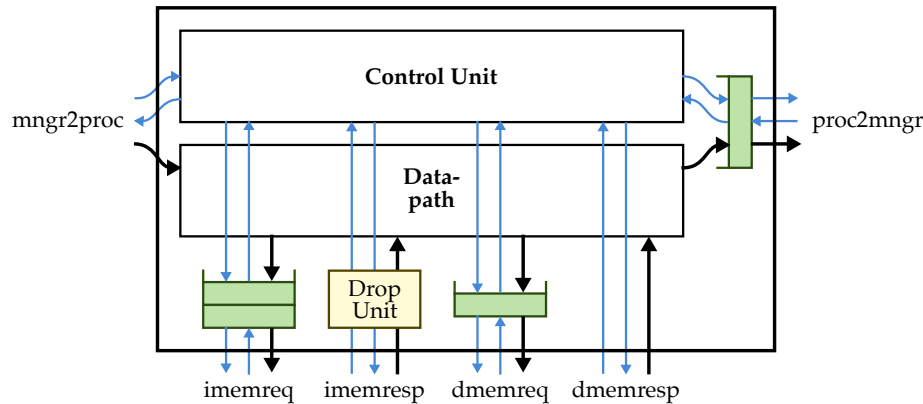 Control Unit
mngr2proc
proc2mngr
Data-
path
Drop
Unit
imemreq
imemresp
dmemreq
dmemresp